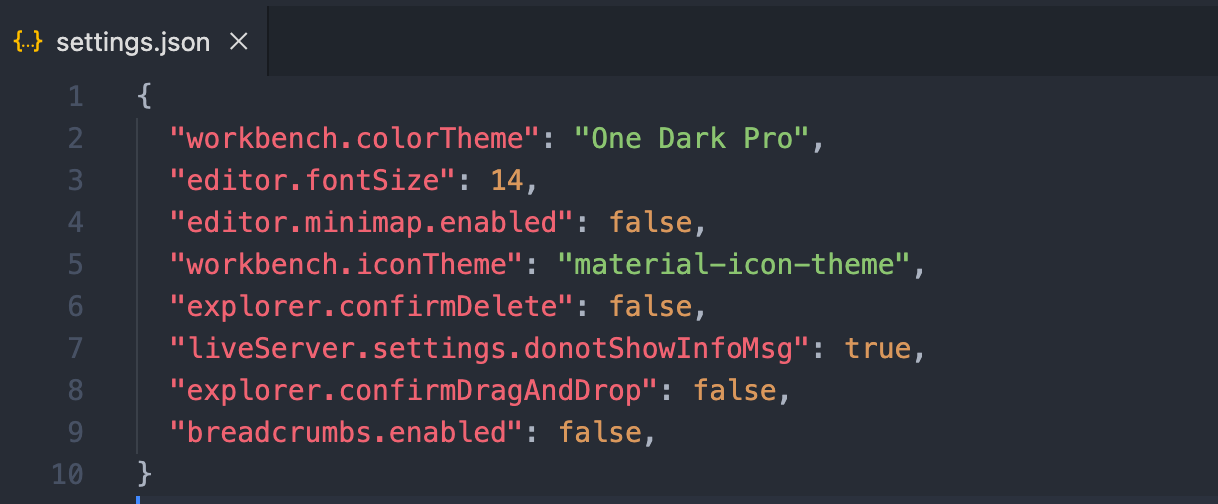 {..} settings.json ×
1 {
2 "workbench.colorTheme": "One Dark Pro",
3 "editor.fontSize": 14,
4 "editor.minimap.enabled": false,
5 "workbench.iconTheme": "material-icon-theme",
6 "explorer.confirmDelete": false,
7 "liveServer.settings.donotShowInfoMsg": true,
8 "explorer.confirmDragAndDrop": false,
9 "breadcrumbs.enabled": false,
10 }